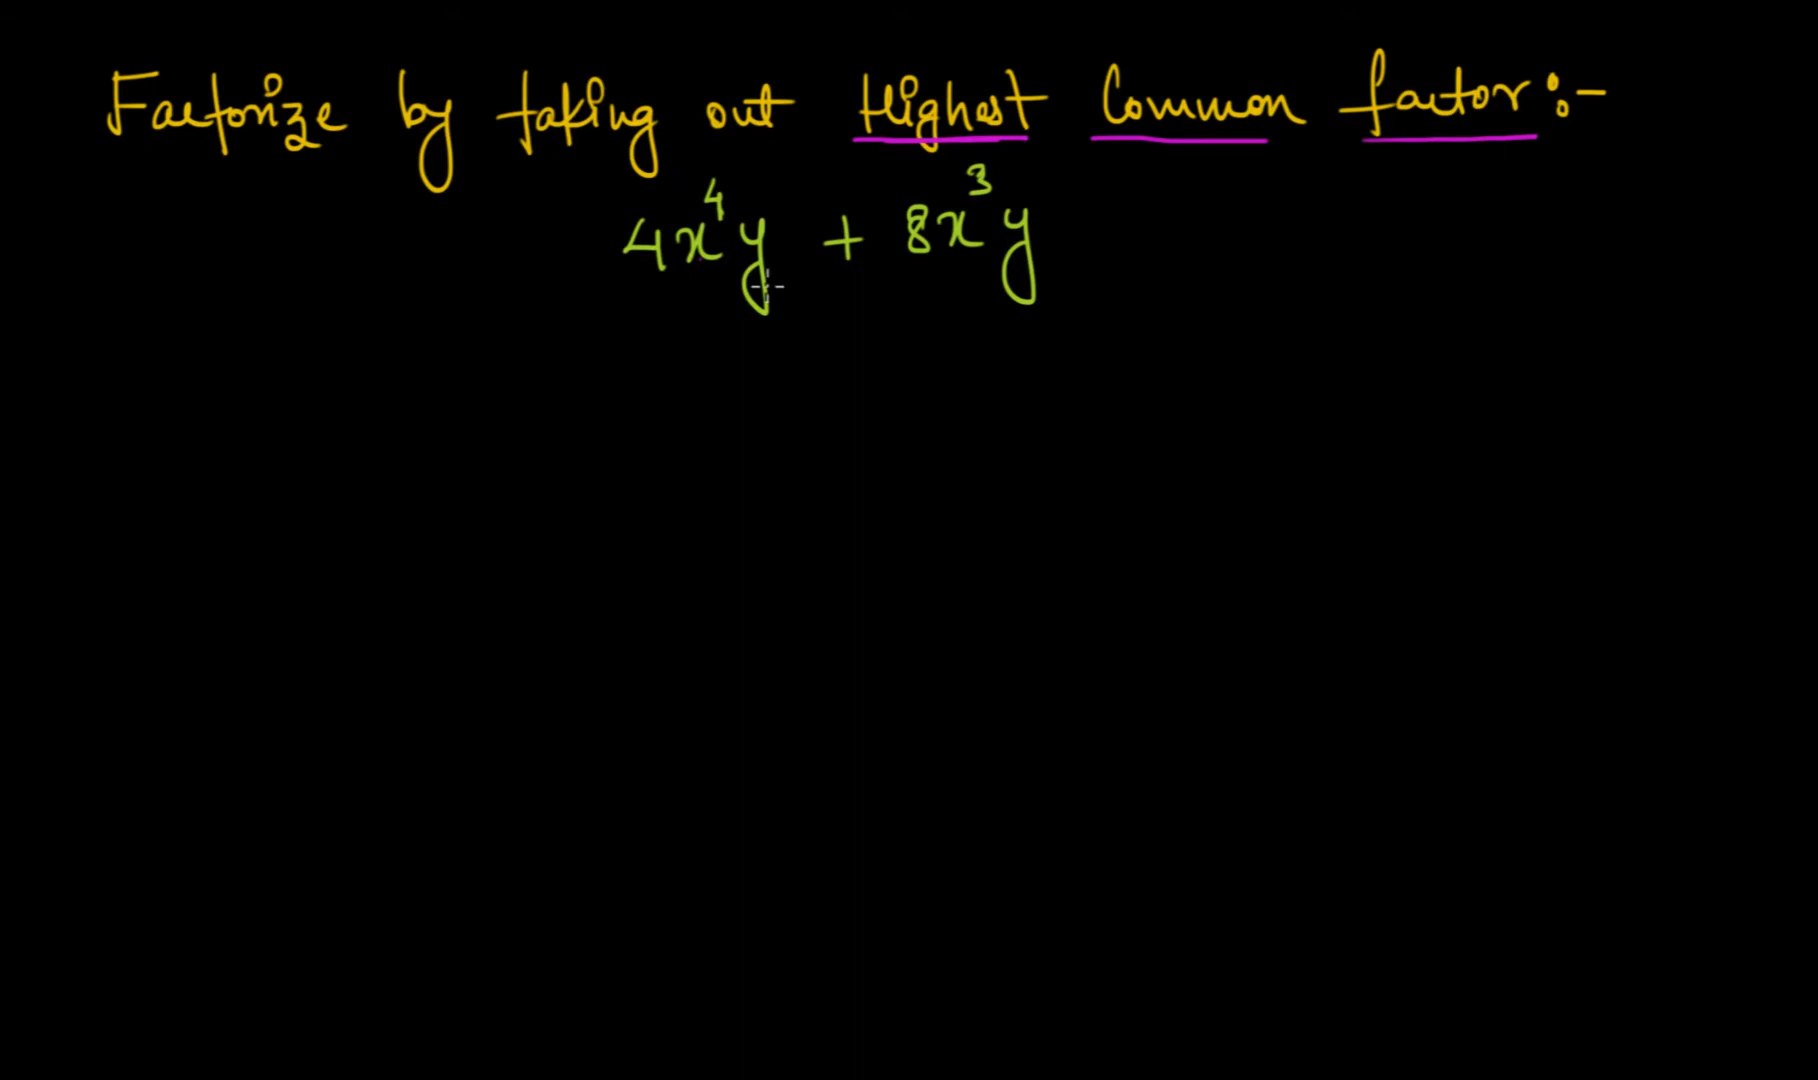 Factorize by taking out Highest Common factor :-
4x⁴y + 8x³y